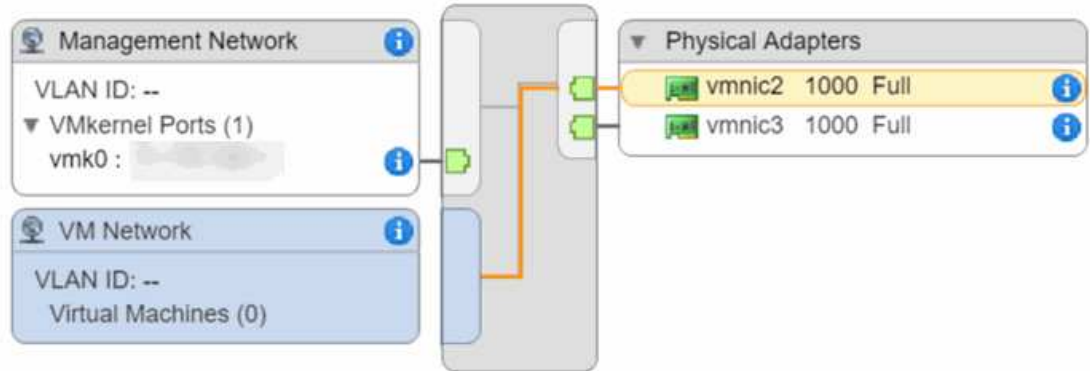 Management Network
VLAN ID: --
VMkernel Ports (1)
vmk0 :
VM Network
VLAN ID: --
Virtual Machines (0)
Physical Adapters
vmnic2 1000 Full
vmnic3 1000 Full